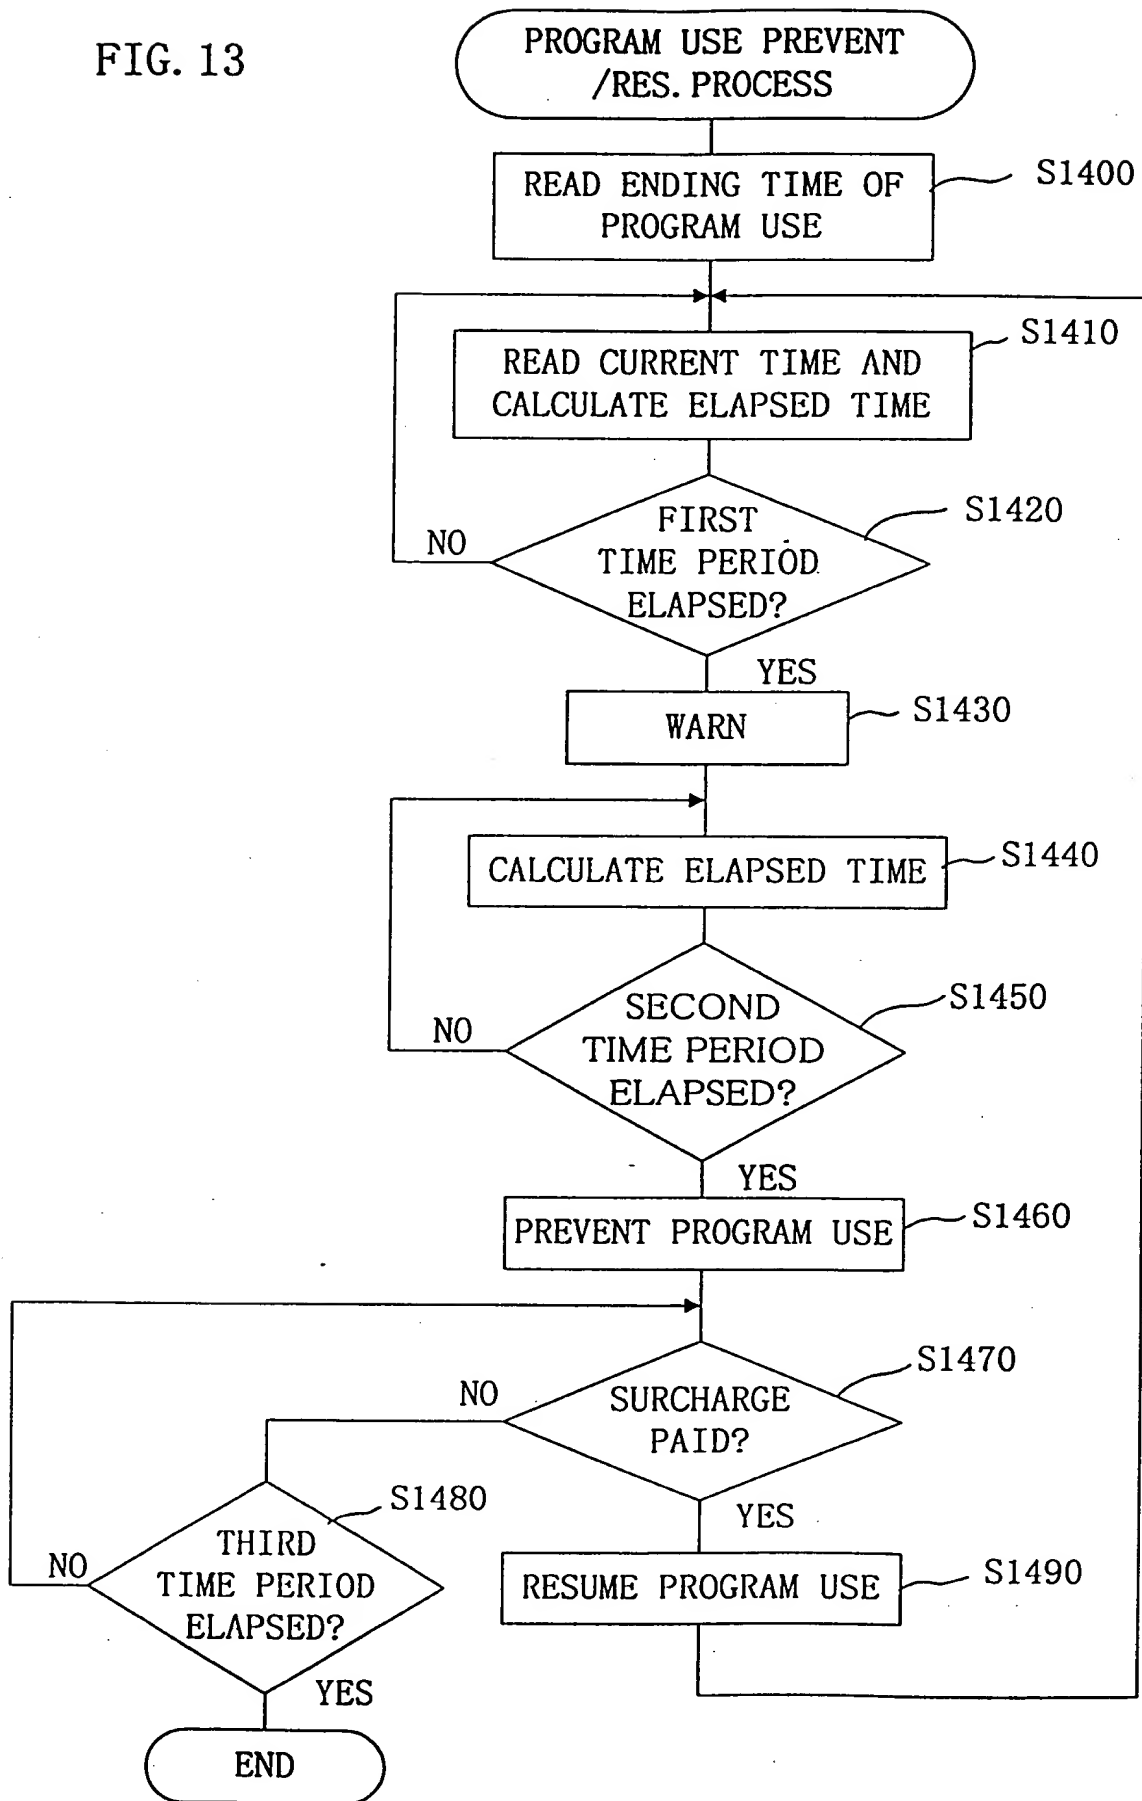 FIG. 13
PROGRAM USE PREVENT
/RES. PROCESS
READ ENDING TIME OF
PROGRAM USE
S1400
READ CURRENT TIME AND
CALCULATE ELAPSED TIME
S1410
FIRST
TIME PERIOD
ELAPSED?
S1420
NO
YES
WARN
S1430
CALCULATE ELAPSED TIME
S1440
SECOND
TIME PERIOD
ELAPSED?
S1450
NO
YES
PREVENT PROGRAM USE
S1460
SURCHARGE
PAID?
S1470
NO
YES
THIRD
TIME PERIOD
ELAPSED?
S1480
NO
YES
RESUME PROGRAM USE
S1490
END